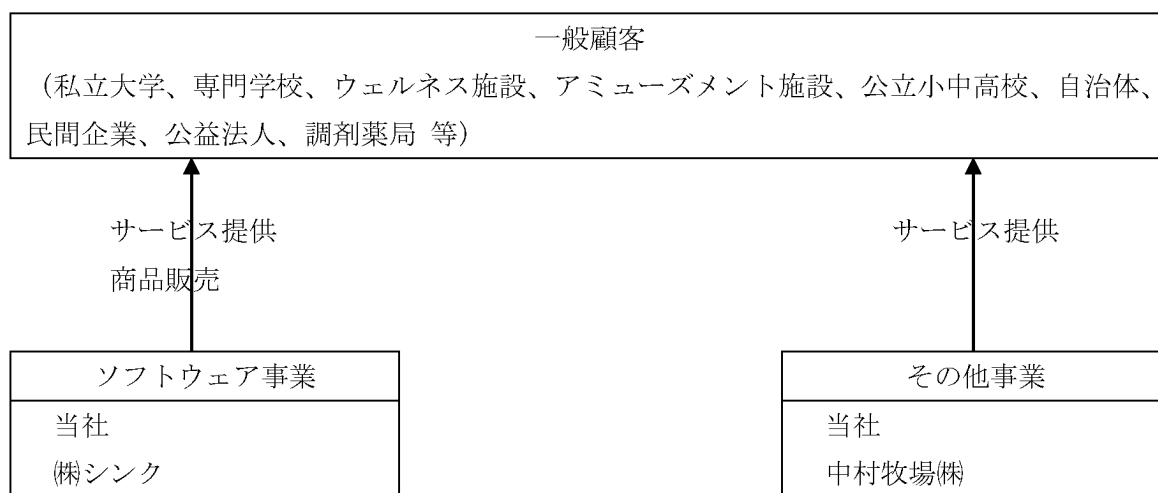 一般顧客
（私立大学、専門学校、ウェルネス施設、アミューズメント施設、公立小中高校、自治体、
民間企業、公益法人、調剤薬局 等）
サービス提供
商品販売
サービス提供
ソフトウェア事業
当社
㈱シンク
その他事業
当社
中村牧場㈱